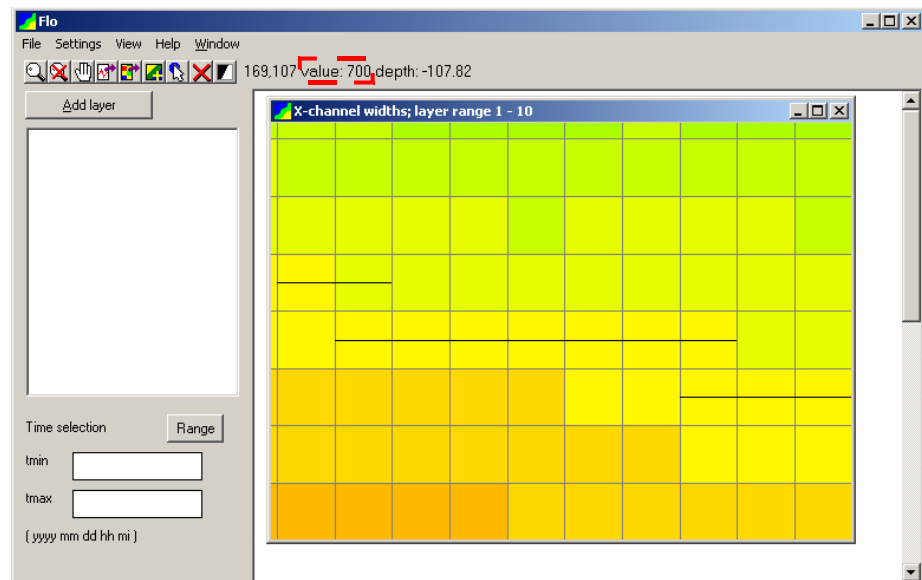 Flo
File Settings View Help Window
169,107 value: 700 depth: -107.82
Add layer
X-channel widths; layer range 1 - 10
Time selection
Range
tmin
tmax
( yyyy mm dd hh mi )